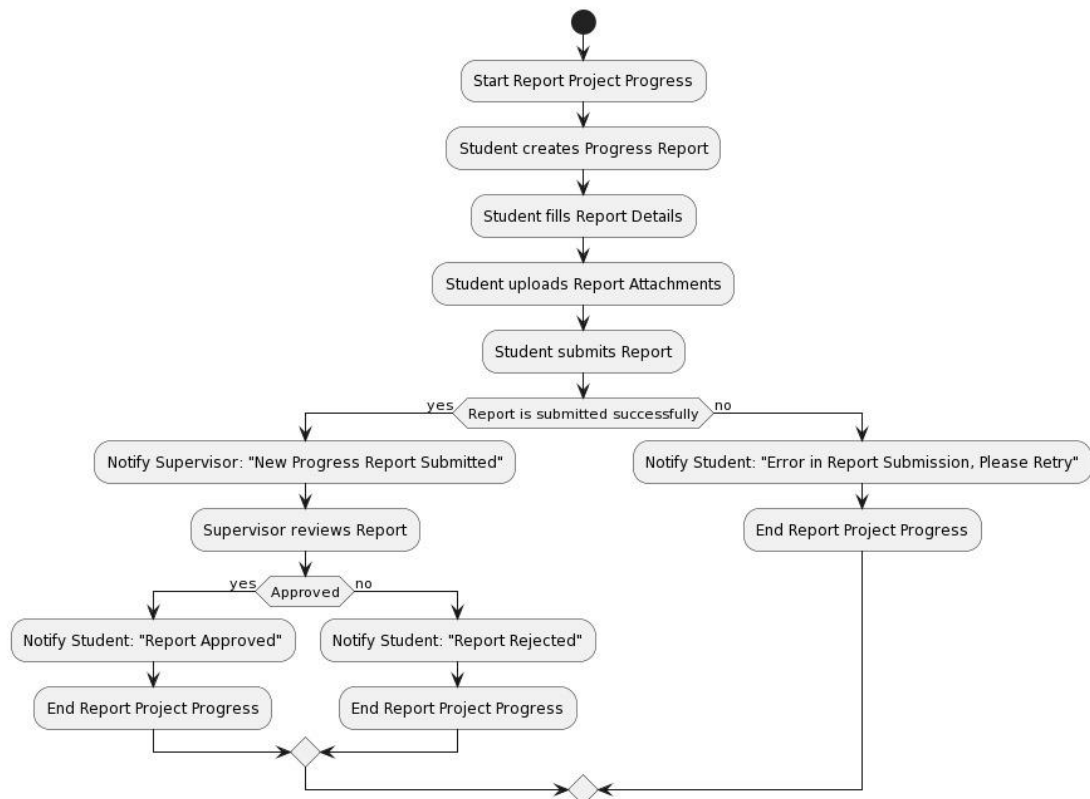 Start Report Project Progress
Student creates Progress Report
Student fills Report Details
Student uploads Report Attachments
Student submits Report
yes
Report is submitted successfully
no
Notify Supervisor: "New Progress Report Submitted"
Notify Student: "Error in Report Submission, Please Retry"
Supervisor reviews Report
End Report Project Progress
yes
Approved
no
Notify Student: "Report Approved"
Notify Student: "Report Rejected"
End Report Project Progress
End Report Project Progress